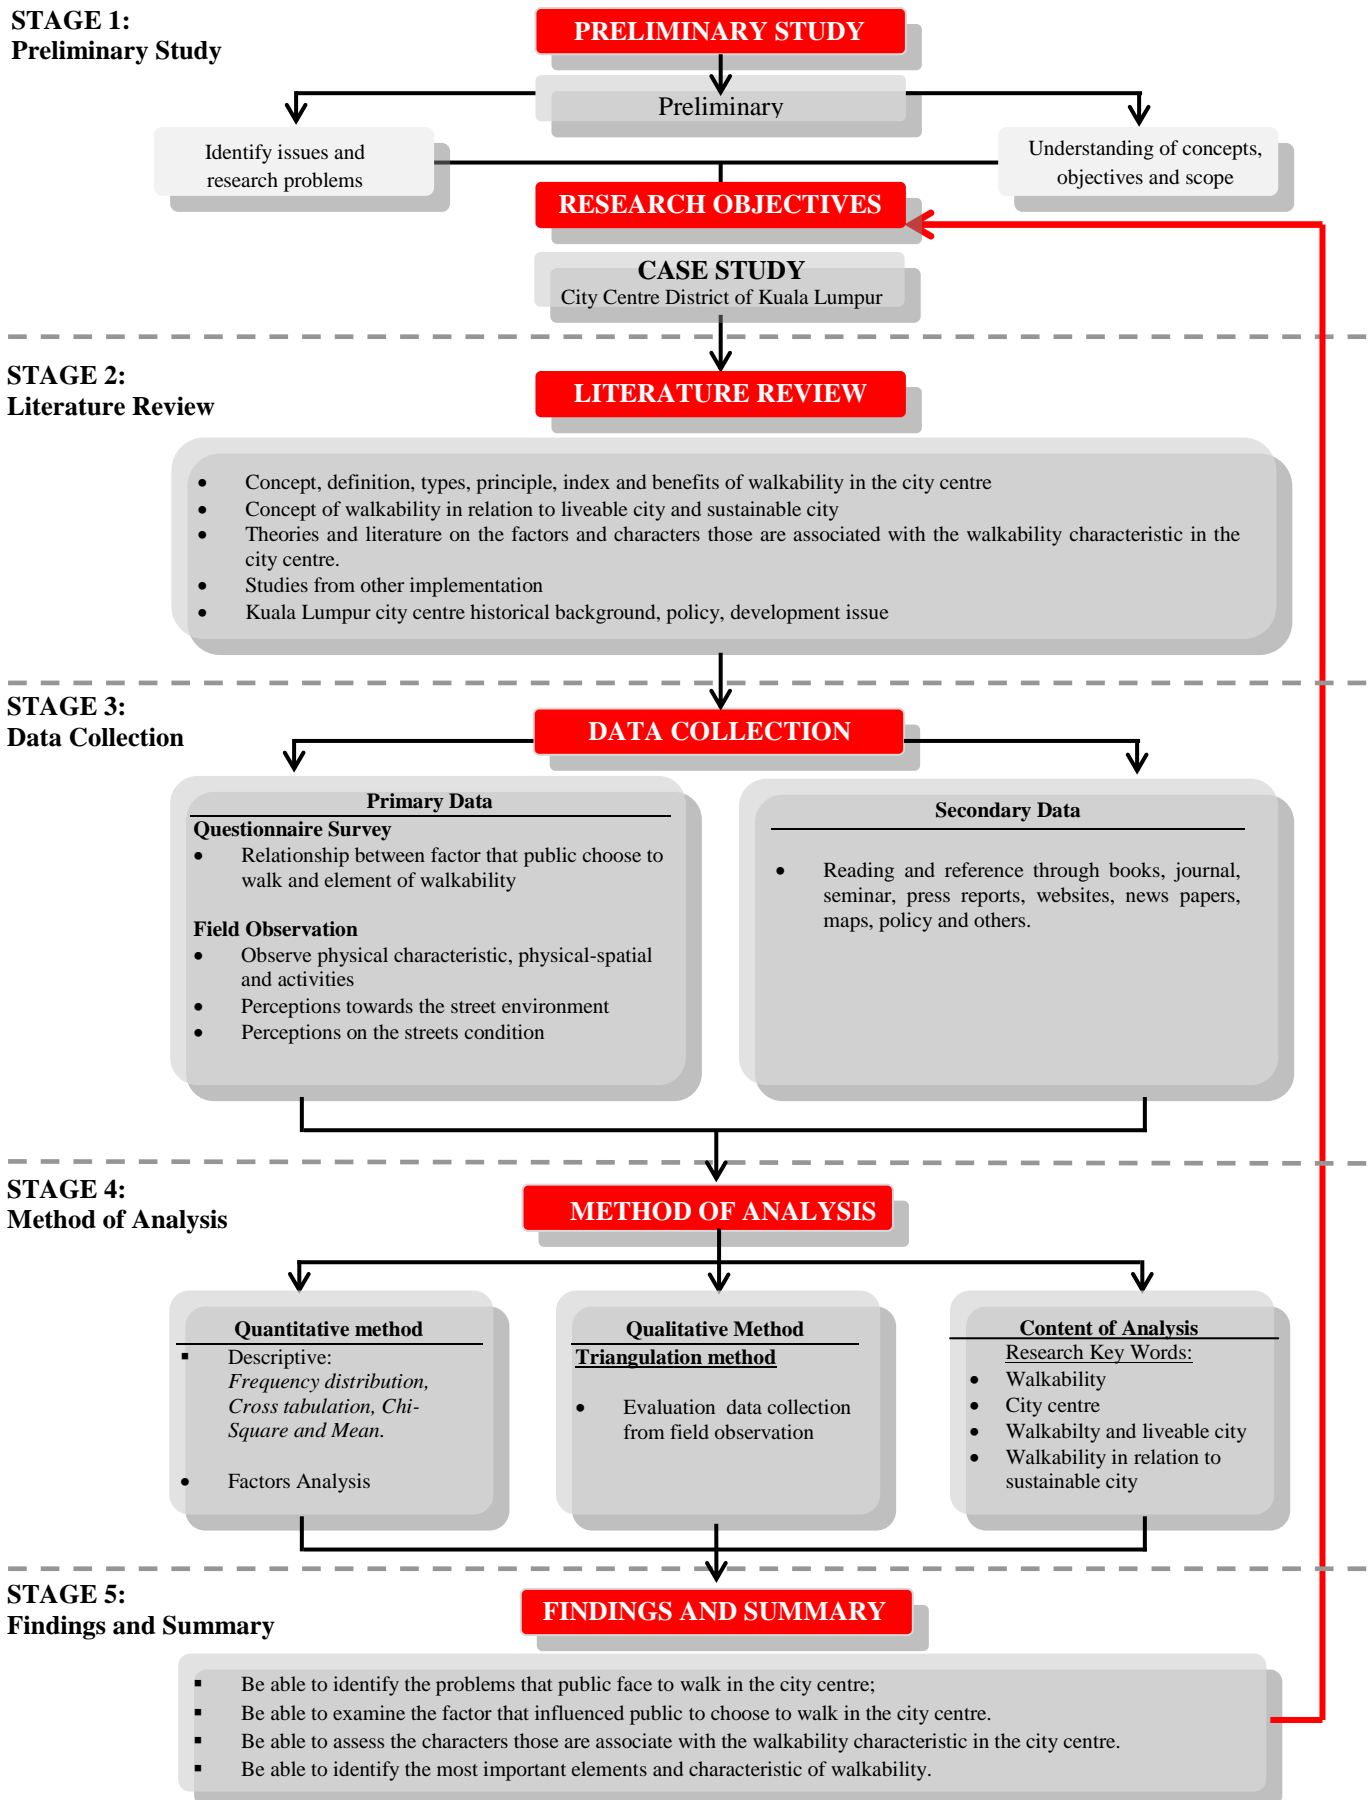 STAGE 1:
Preliminary Study
PRELIMINARY STUDY
Preliminary
Identify issues and
research problems
Understanding of concepts,
objectives and scope
RESEARCH OBJECTIVES
CASE STUDY
City Centre District of Kuala Lumpur
STAGE 2:
Literature Review
LITERATURE REVIEW
• Concept, definition, types, principle, index and benefits of walkability in the city centre
• Concept of walkability in relation to liveable city and sustainable city
• Theories and literature on the factors and characters those are associated with the walkability characteristic in the
city centre.
• Studies from other implementation
• Kuala Lumpur city centre historical background, policy, development issue
STAGE 3:
Data Collection
DATA COLLECTION
Primary Data
Questionnaire Survey
• Relationship between factor that public choose to
walk and element of walkability
Field Observation
• Observe physical characteristic, physical-spatial
and activities
• Perceptions towards the street environment
• Perceptions on the streets condition
Secondary Data
• Reading and reference through books, journal,
seminar, press reports, websites, news papers,
maps, policy and others.
STAGE 4:
Method of Analysis
METHOD OF ANALYSIS
Quantitative method
▪ Descriptive:
Frequency distribution,
Cross tabulation, Chi-
Square and Mean.
• Factors Analysis
Qualitative Method
Triangulation method
• Evaluation data collection
from field observation
Content of Analysis
Research Key Words:
• Walkability
• City centre
• Walkabilty and liveable city
• Walkability in relation to
sustainable city
STAGE 5:
Findings and Summary
FINDINGS AND SUMMARY
▪ Be able to identify the problems that public face to walk in the city centre;
▪ Be able to examine the factor that influenced public to choose to walk in the city centre.
▪ Be able to assess the characters those are associate with the walkability characteristic in the city centre.
▪ Be able to identify the most important elements and characteristic of walkability.